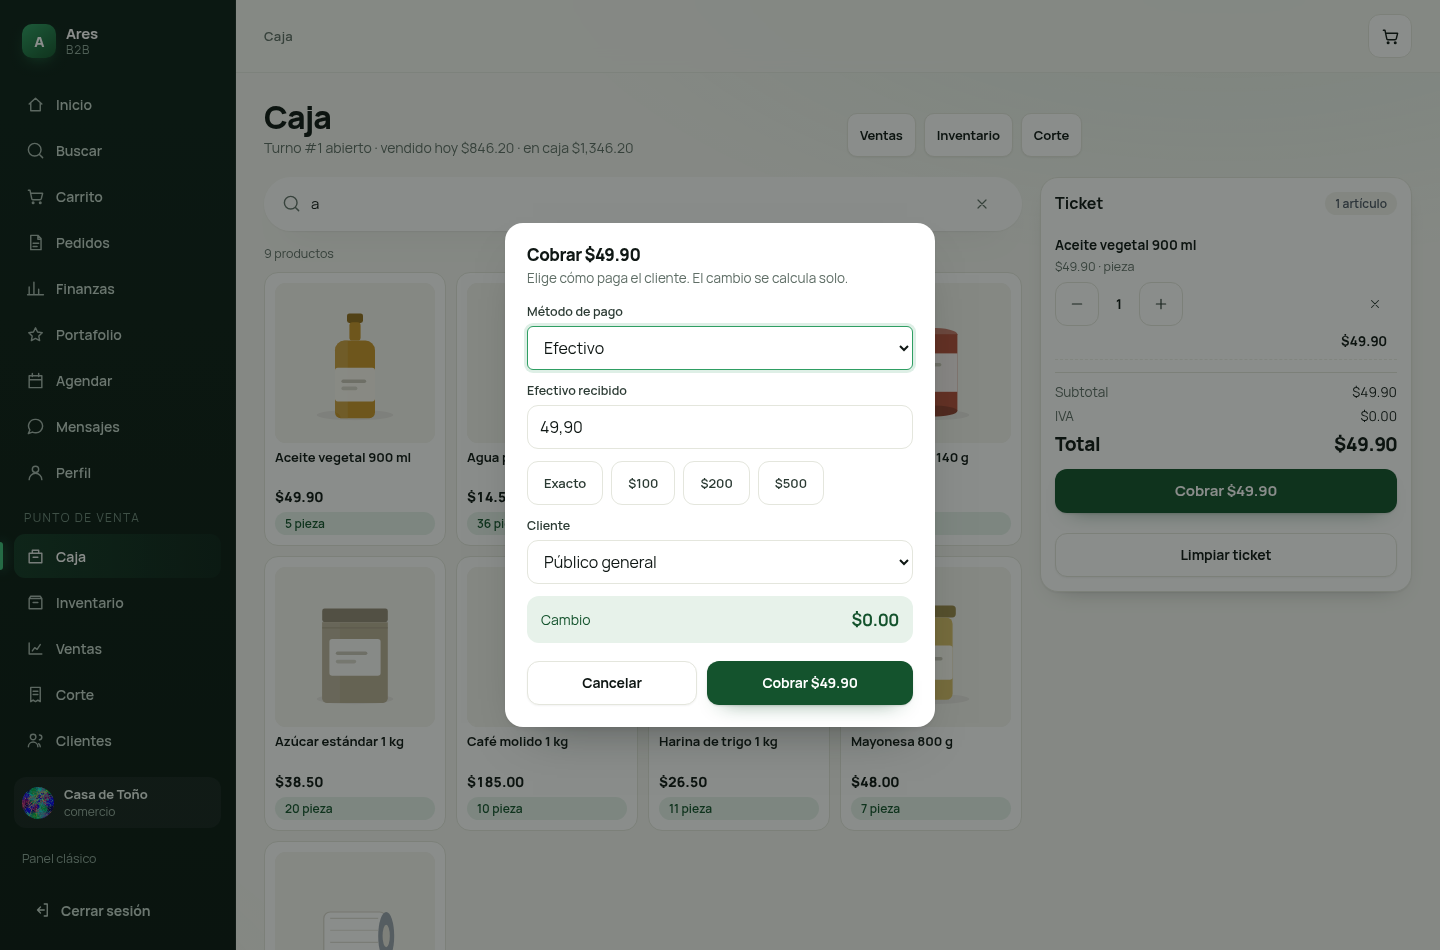 A
Ares
B2B
Inicio
Buscar
Carrito
Pedidos
Finanzas
Portafolio
Agendar
Mensajes
Perfil
PUNTO DE VENTA
Caja
Inventario
Ventas
Corte
Clientes
Casa de Toño
comercio
Panel clásico
Cerrar sesión
Caja
Caja
Turno #1 abierto · vendido hoy $846.20 · en caja $1,346.20
Ventas
Inventario
Corte
a
9 productos
Aceite vegetal 900 ml
$49.90
5 pieza
Agua
$14.5
36 pi
140 g
Azúcar estándar 1 kg
$38.50
20 pieza
Café molido 1 kg
$185.00
10 pieza
Harina de trigo 1 kg
$26.50
11 pieza
Mayonesa 800 g
$48.00
7 pieza
Cobrar $49.90
Elige cómo paga el cliente. El cambio se calcula solo.
Método de pago
Efectivo
Efectivo recibido
49,90
Exacto
$100
$200
$500
Cliente
Público general
Cambio
$0.00
Cancelar
Cobrar $49.90
Ticket
1 artículo
Aceite vegetal 900 ml
$49.90 · pieza
1
$49.90
Subtotal
$49.90
IVA
$0.00
Total
$49.90
Cobrar $49.90
Limpiar ticket